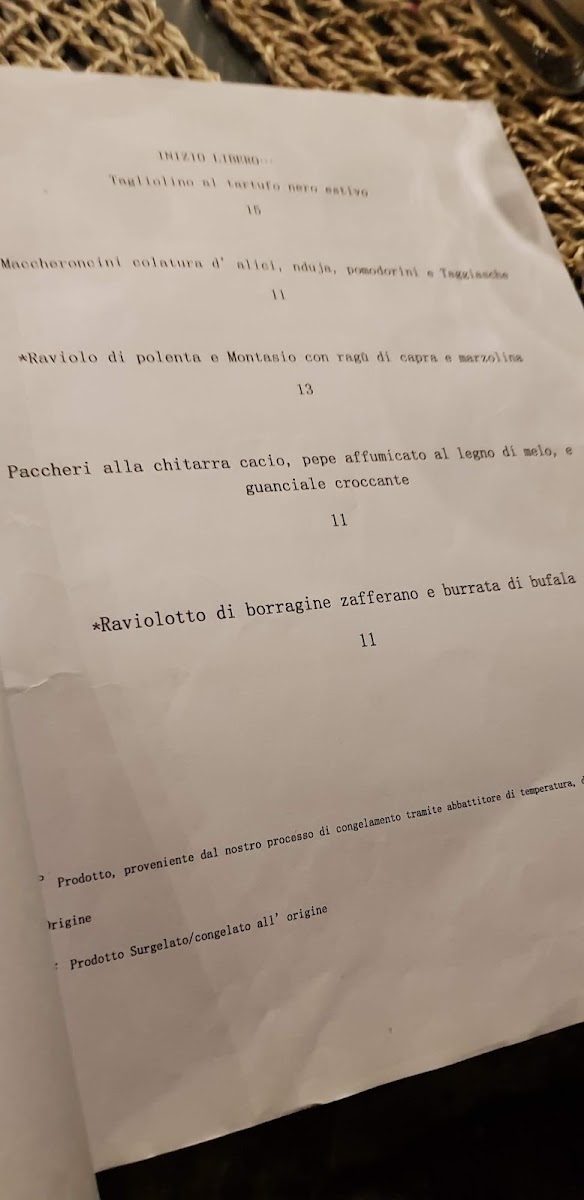 INIZIO LIBERO...
Tagliolino al tartufo nero estivo
15
Maccheroncini colatura d' alici, nduja, pomodorini e Taggiasche
11
*Raviolo di polenta e Montasio con ragù di capra e marzolina
13
Paccheri alla chitarra cacio, pepe affumicato al legno di melo, e
guanciale croccante
11
*Raviolotto di borragine zafferano e burrata di bufala
11
Prodotto, proveniente dal nostro processo di congelamento tramite abbattitore di temperatura,
Origine
Prodotto Surgelato/congelato all' origine